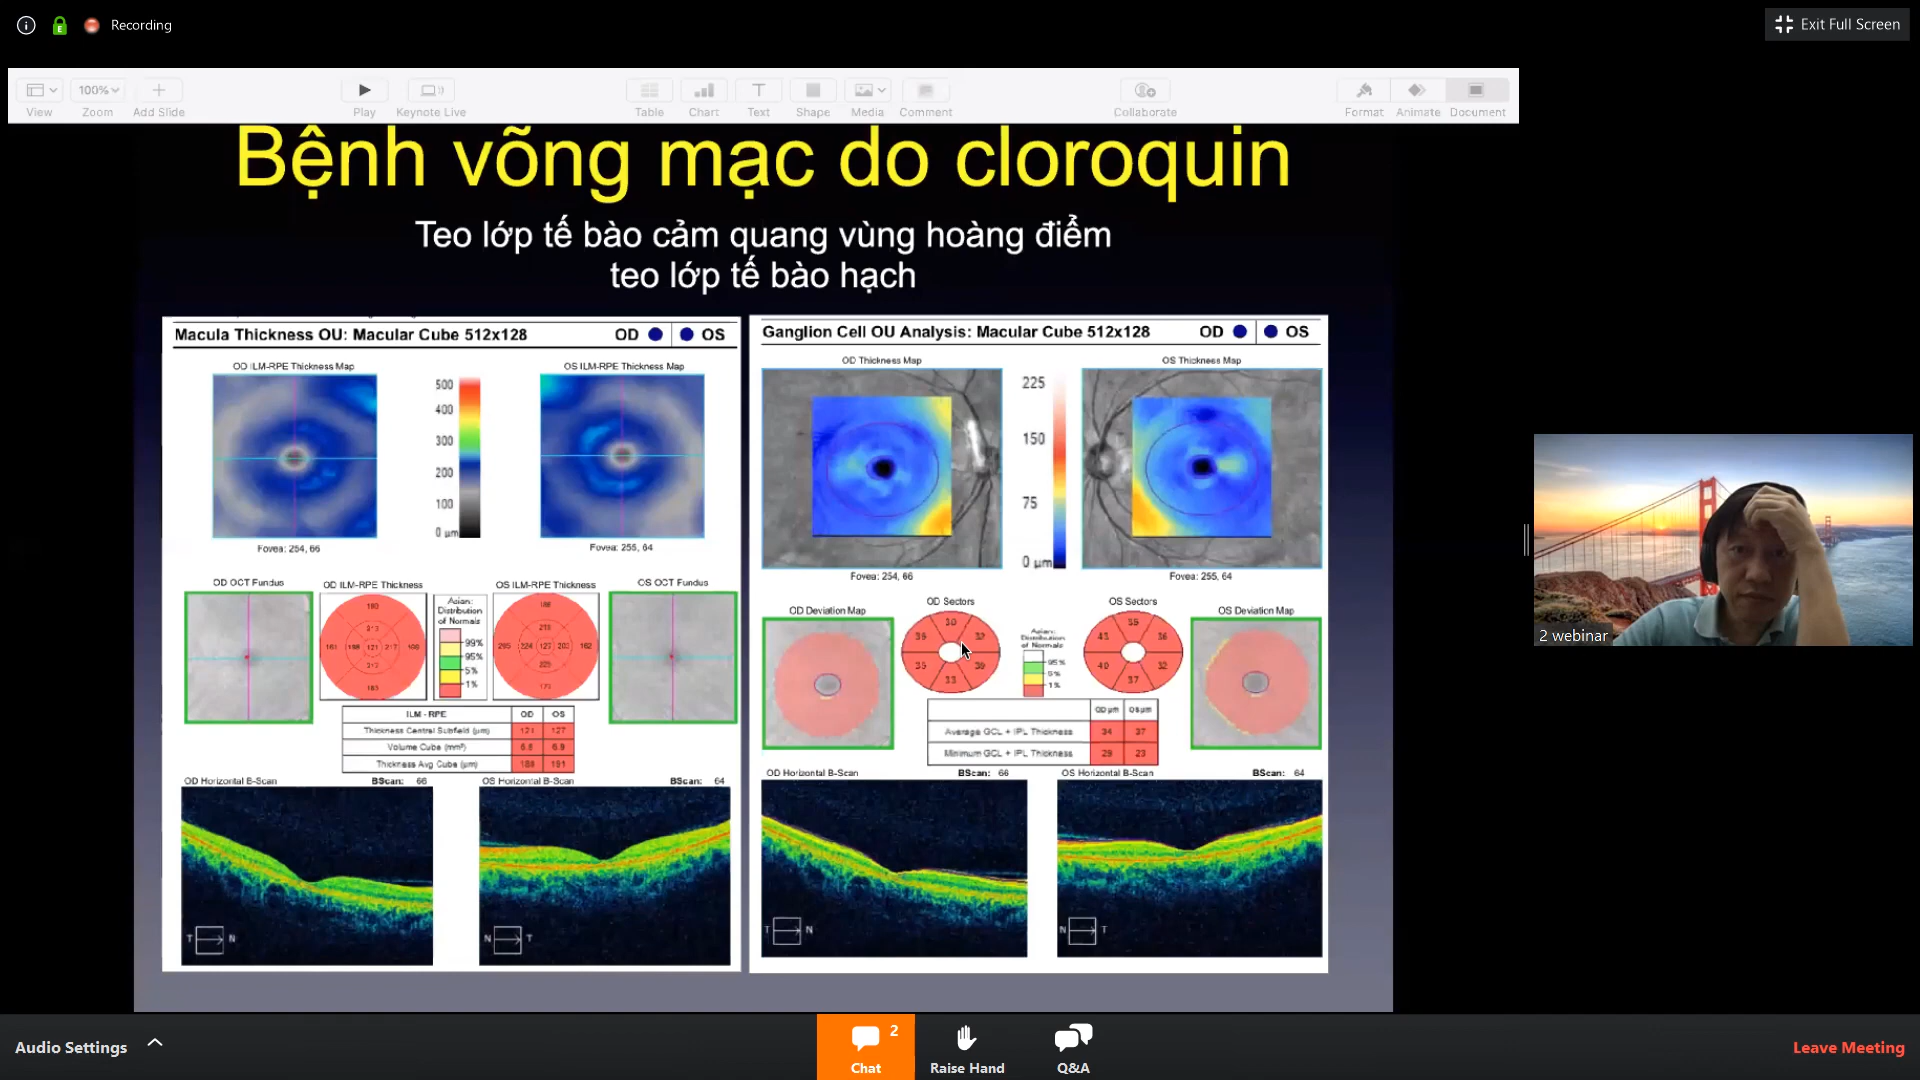 Recording
Exit Full Screen
100%
View
Zoom
Add Slide
Play
Keynote Live
Table
Chart
Text
Shape
Media
Comment
Collaborate
Format
Animate
Document
Bệnh võng mạc do cloroquin
Teo lớp tế bào cảm quang vùng hoàng điểm
teo lớp tế bào hạch
Macula Thickness OU: Macular Cube 512x128
OD
OS
OD ILM-RPE Thickness Map
OS ILM-RPE Thickness Map
500
400
300
200
100
0 µm
Fovea: 254, 66
Fovea: 255, 64
OD OCT Fundus
OD ILM-RPE Thickness
OS ILM-RPE Thickness
OS OCT Fundus
Asian:
Distribution
of Normals
99%
95%
5%
1%
ILM - RPE
OD
OS
Thickness Central Subfield (µm)
121
127
Volume Cube (mm³)
Thickness Avg Cube (µm)
OD Horizontal B-Scan
BScan: 66
OS Horizontal B-Scan
BScan: 64
T
N
N
T
Ganglion Cell OU Analysis: Macular Cube 512x128
OD
OS
OD Thickness Map
OS Thickness Map
225
150
75
0 µm
Fovea: 254, 66
Fovea: 255, 64
OD Deviation Map
OD Sectors
OS Sectors
OS Deviation Map
Asian:
Distribution
of Normals
95%
5%
1%
OD µm
OS µm
Average GCL + IPL Thickness
34
37
Minimum GCL + IPL Thickness
29
23
OD Horizontal B-Scan
BScan: 66
OS Horizontal B-Scan
BScan: 64
T
N
N
T
2 webinar
Audio Settings
2
Chat
Raise Hand
Q&A
Leave Meeting